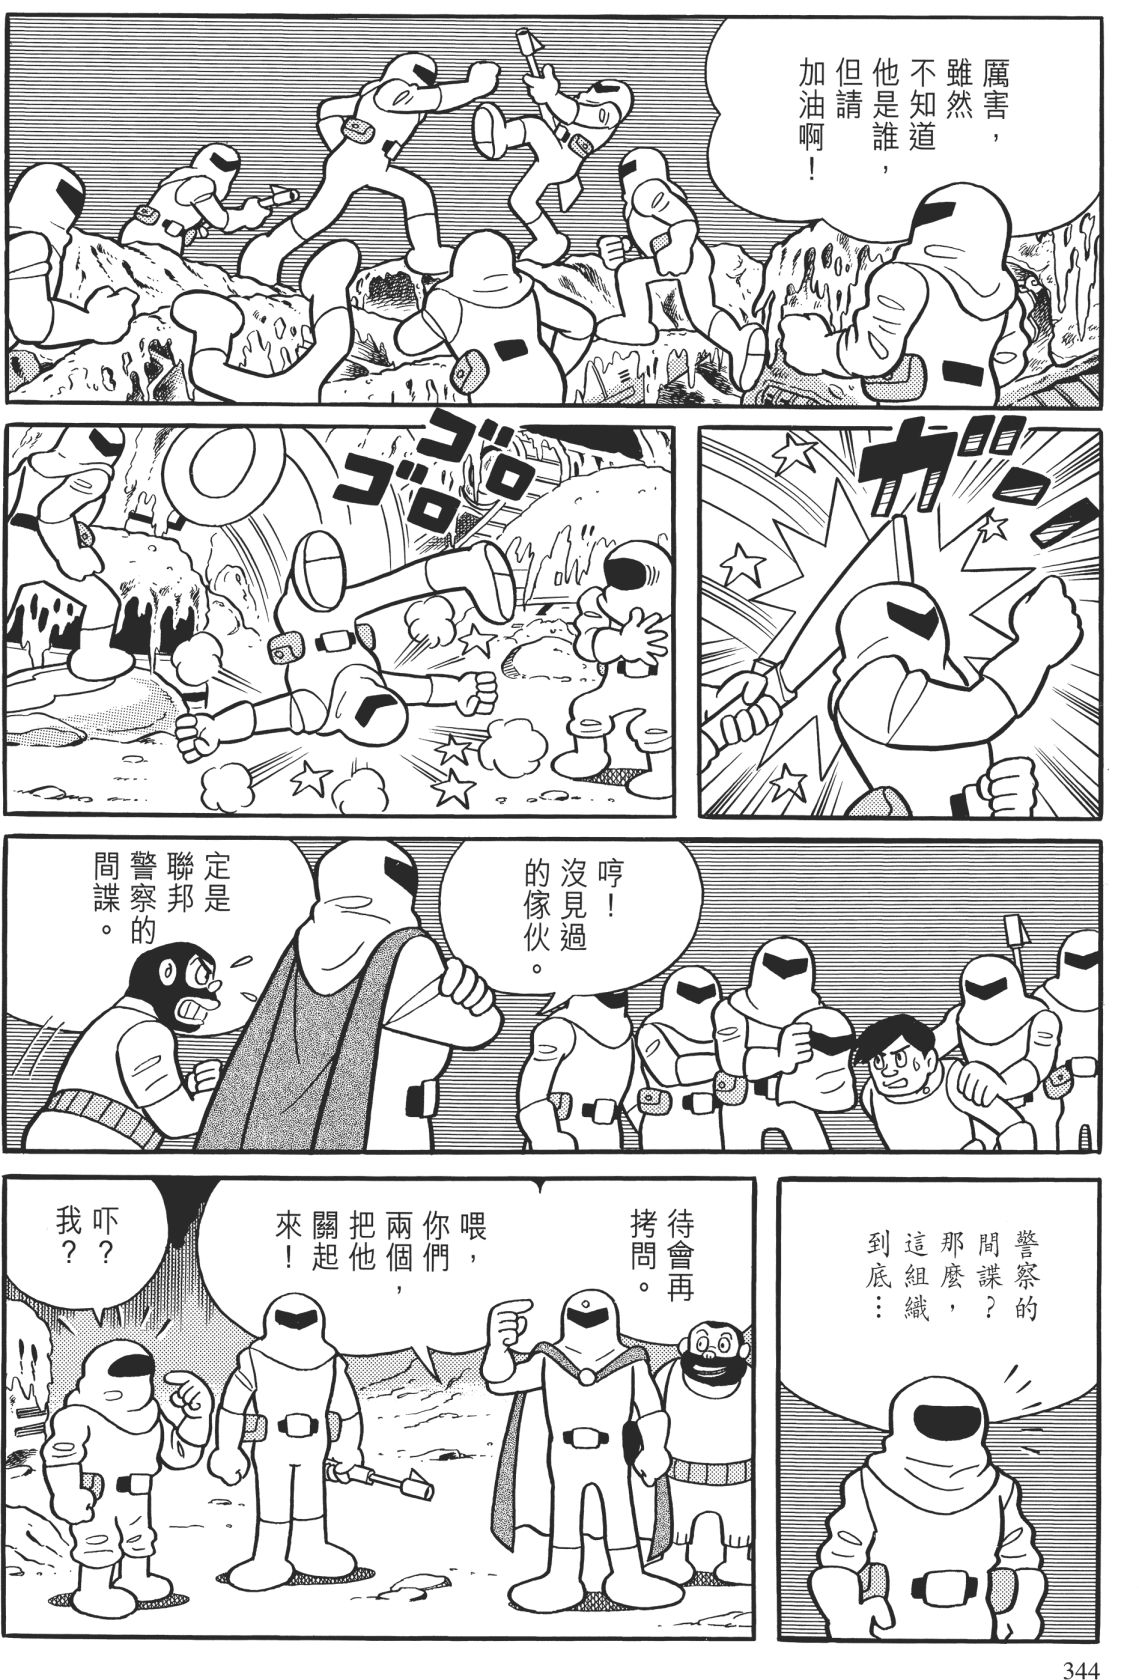 厲害，
雖然
不知道
他是誰，
但請
加油啊！
ガーン
ゴロゴロ
哼！
沒見過
的傢伙。
定是
聯邦
警察的
間諜。
警察的
間諜？
那麼，
這組織
到底…
待會再
拷問。
喂，
你們
兩個，
把他
關起
來！
吓？
我？
344